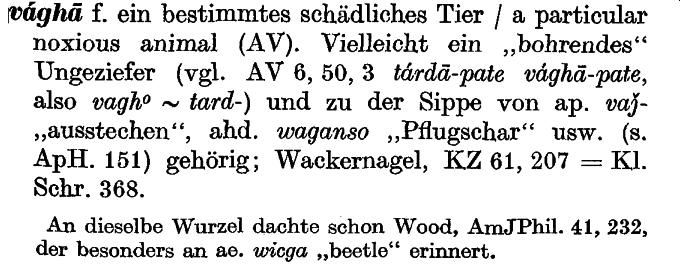 vághā f. ein bestimmtes schädliches Tier / a particular
noxious animal (AV). Vielleicht ein „bohrendes“
Ungeziefer (vgl. AV 6, 50, 3 tárdā-pate vághā-pate,
also vaghº ~ tard-) und zu der Sippe von ap. vaǰ-
„ausstechen“, ahd. waganso „Pflugschar“ usw. (s.
ApH. 151) gehörig; Wackernagel, KZ 61, 207 = Kl.
Schr. 368.
An dieselbe Wurzel dachte schon Wood, AmJPhil. 41, 232,
der besonders an ae. wicga „beetle“ erinnert.